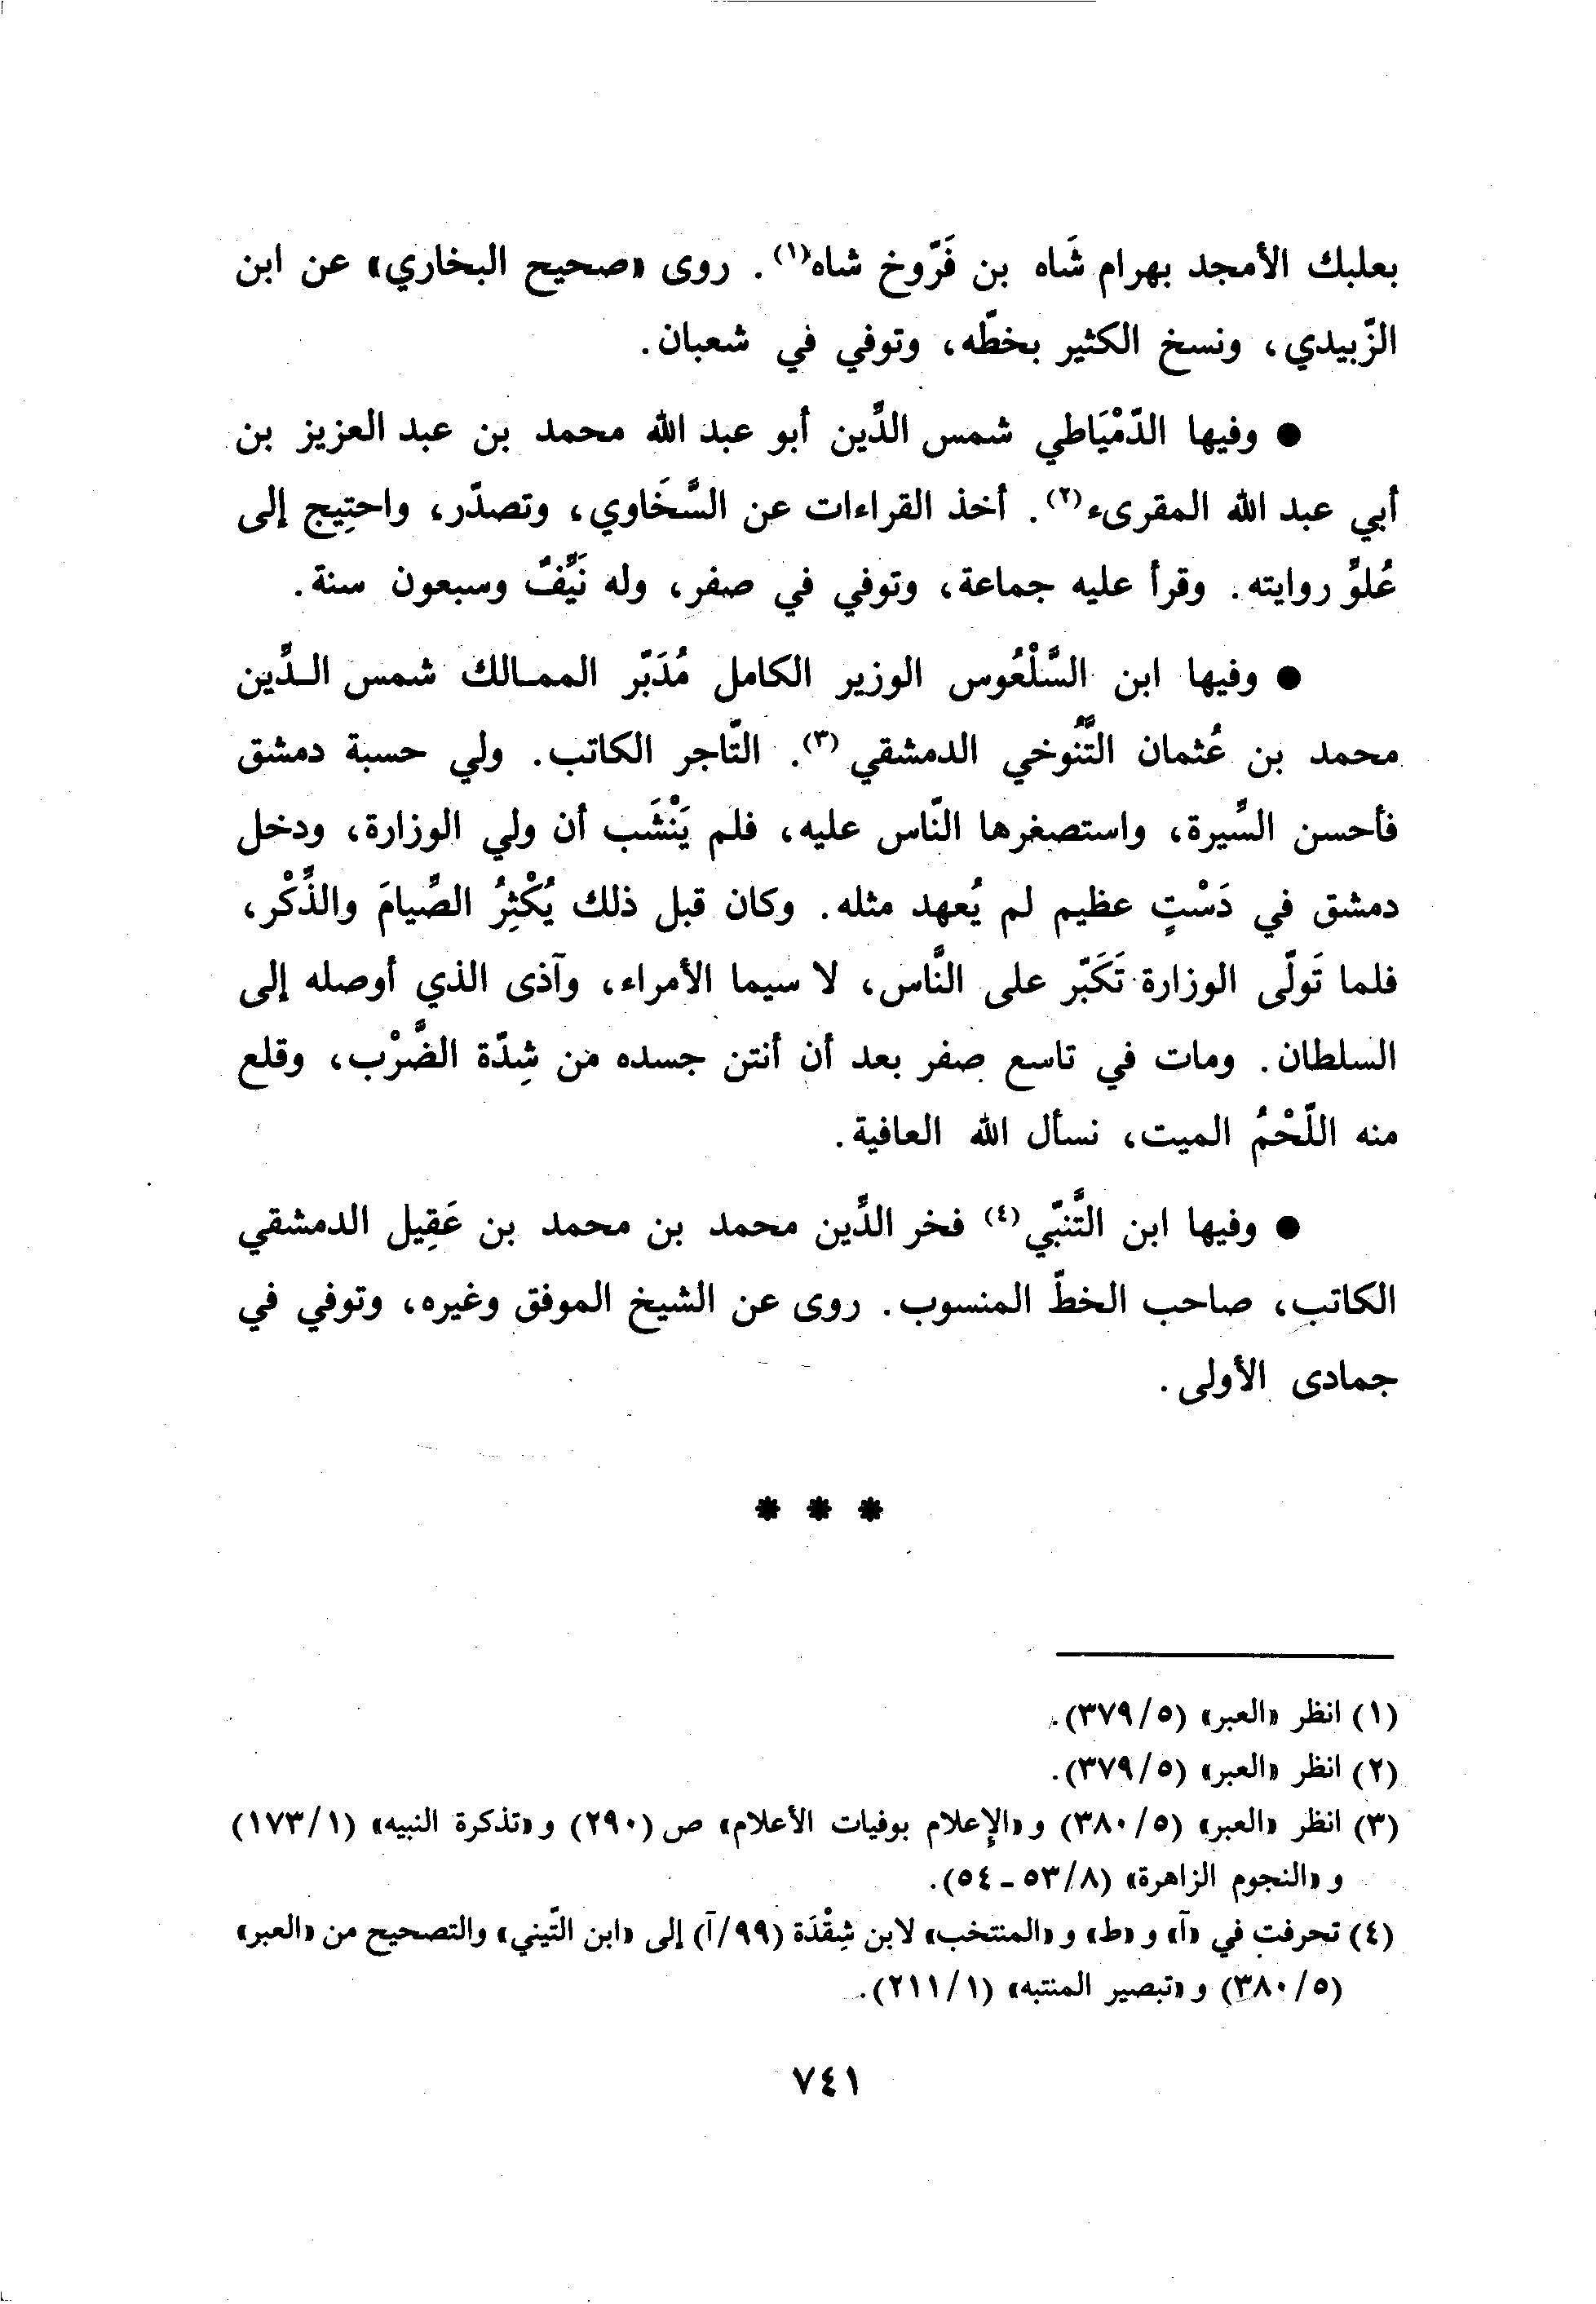 بعلبك الأمجد بهرام شَاه بن فَرّوخ شاه(١). روى «صحيح البخاري» عن ابن
الزّبيدي، ونسخ الكثير بخطّه، وتوفي في شعبان.
● وفيها الدِّمْيَاطي شمس الدِّين أبو عبد الله محمد بن عبد العزيز بن
أبي عبد الله المقرىء(٢). أخذ القراءات عن السَّخَاوي، وتصدّر، واحتِيج إلى
عُلوِّ روايته. وقرأ عليه جماعة، وتوفي في صفر، وله نَيِّفٌ وسبعون سنة.
● وفيها ابن السَّلْعُوس الوزير الكامل مُدَبِّر الممالك شمس الدِّين
محمد بن عُثمان التَّنُوخي الدمشقي(٣). التّاجر الكاتب. ولي حسبة دمشق
فأحسن السِّيرة، واستصغرها النّاس عليه، فلم يَنْشَب أن ولي الوزارة، ودخل
دمشق في دَسْتٍ عظيم لم يُعهد مثله. وكان قبل ذلك يُكْثِرُ الصِّيامَ والذِّكْر،
فلما تَولّى الوزارة تَكَبّر على النَّاس، لا سيما الأمراء، وآذى الذي أوصله إلى
السلطان. ومات في تاسع صفر بعد أن أنتن جسده من شِدّة الضَّرْب، وقلع
منه اللّحْمُ الميت، نسأل الله العافية.
● وفيها ابن التَّنبّي(٤) فخر الدِّين محمد بن محمد بن عَقِيل الدمشقي
الكاتب، صاحب الخطّ المنسوب. روى عن الشيخ الموفق وغيره، وتوفي في
جمادى الأولى.
* * *
(١) انظر «العبر» (٣٧٩/٥).
(٢) انظر «العبر» (٣٧٩/٥).
(٣) انظر «العبر» (٣٨٠/٥) و«الإعلام بوفيات الأعلام» ص (٢٩٠) و«تذكرة النبيه» (١٧٣/١)
و«النجوم الزاهرة» (٥٣/٨ - ٥٤).
(٤) تحرفت في «آ» و«ط» و«المنتخب» لابن شِقْدَة (٩٩/آ) إلى «ابن التّيني» والتصحيح من «العبر»
(٣٨٠/٥) و«تبصير المنتبه» (٢١١/١).
٧٤١